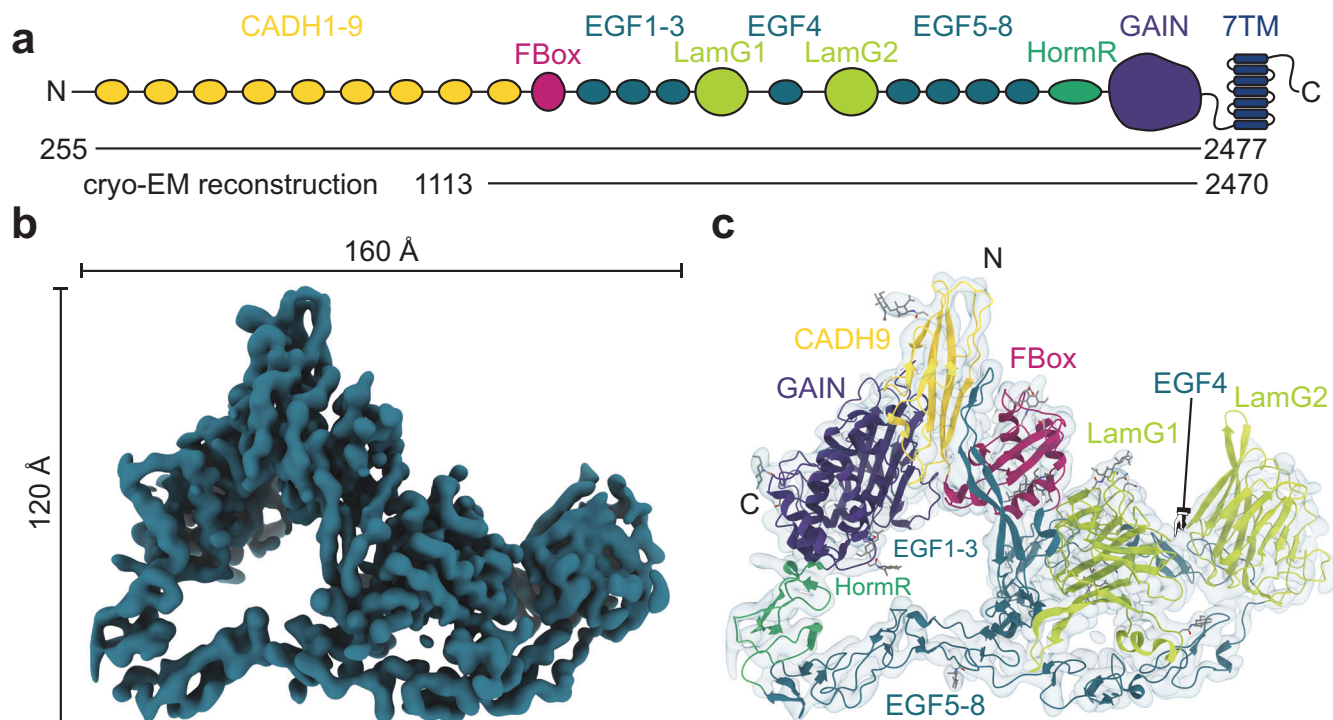 a
CADH1-9
EGF1-3
EGF4
EGF5-8
GAIN
7TM
FBox
LamG1
LamG2
HormR
N
C
255
2477
cryo-EM reconstruction 1113
2470
b
160 Å
120 Å
c
N
CADH9
FBox
GAIN
EGF4
LamG2
LamG1
C
EGF1-3
HormR
EGF5-8